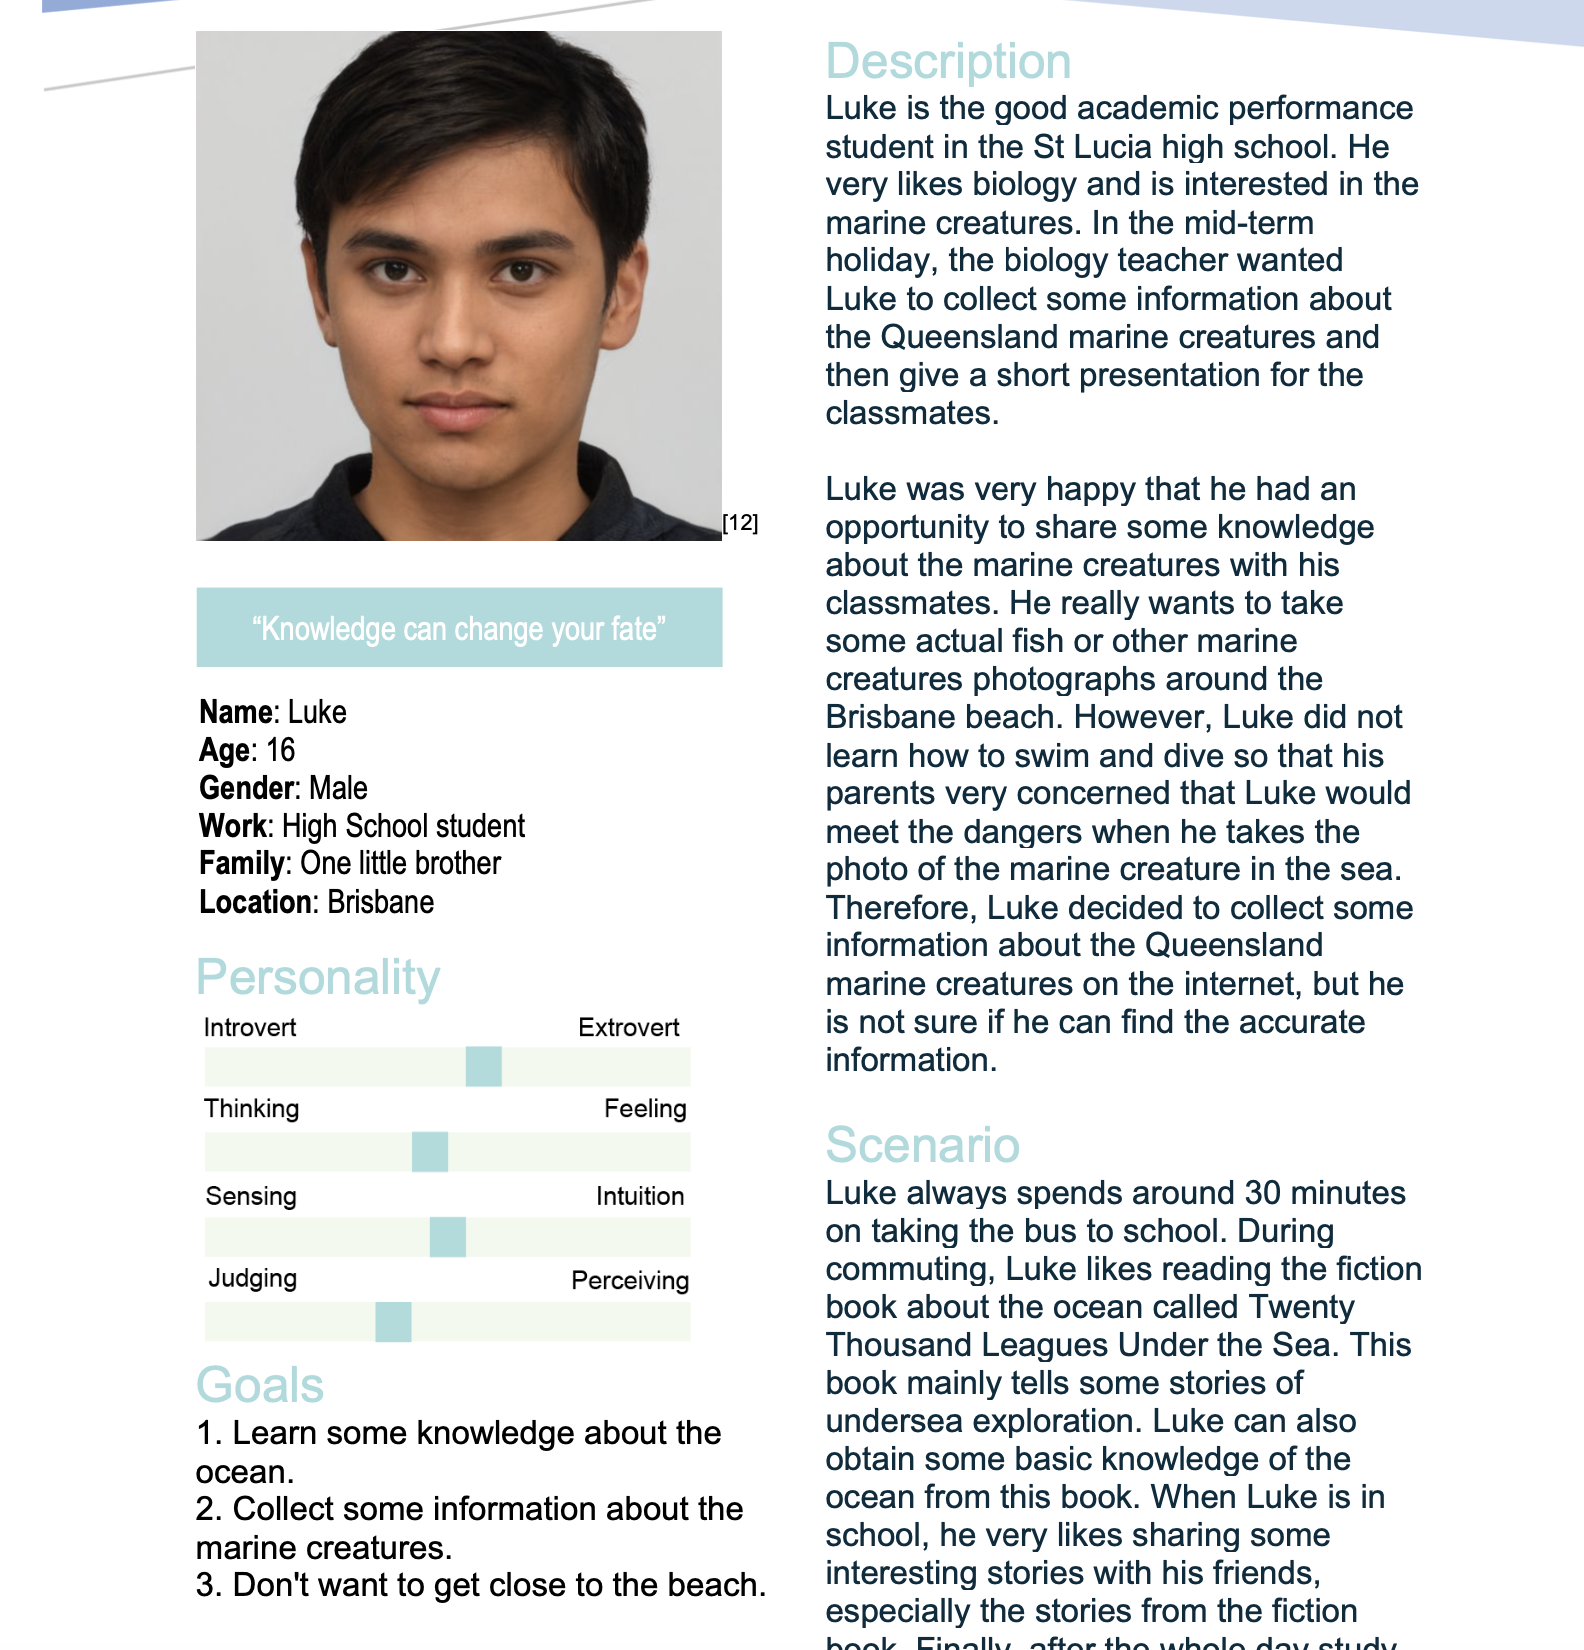 [12]
“Knowledge can change your fate”
Name: Luke
Age: 16
Gender: Male
Work: High School student
Family: One little brother
Location: Brisbane
Personality
Introvert Extrovert
Thinking Feeling
Sensing Intuition
Judging Perceiving
Goals
1. Learn some knowledge about the
ocean.
2. Collect some information about the
marine creatures.
3. Don't want to get close to the beach.
Description
Luke is the good academic performance
student in the St Lucia high school. He
very likes biology and is interested in the
marine creatures. In the mid-term
holiday, the biology teacher wanted
Luke to collect some information about
the Queensland marine creatures and
then give a short presentation for the
classmates.
Luke was very happy that he had an
opportunity to share some knowledge
about the marine creatures with his
classmates. He really wants to take
some actual fish or other marine
creatures photographs around the
Brisbane beach. However, Luke did not
learn how to swim and dive so that his
parents very concerned that Luke would
meet the dangers when he takes the
photo of the marine creature in the sea.
Therefore, Luke decided to collect some
information about the Queensland
marine creatures on the internet, but he
is not sure if he can find the accurate
information.
Scenario
Luke always spends around 30 minutes
on taking the bus to school. During
commuting, Luke likes reading the fiction
book about the ocean called Twenty
Thousand Leagues Under the Sea. This
book mainly tells some stories of
undersea exploration. Luke can also
obtain some basic knowledge of the
ocean from this book. When Luke is in
school, he very likes sharing some
interesting stories with his friends,
especially the stories from the fiction
book. Finally, after the whole day study,